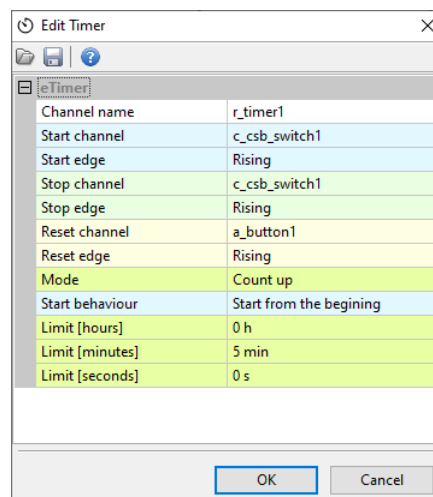 Edit Timer
eTimer
Channel name r_timer1
Start channel c_csb_switch1
Start edge Rising
Stop channel c_csb_switch1
Stop edge Rising
Reset channel a_button1
Reset edge Rising
Mode Count up
Start behaviour Start from the begining
Limit [hours] 0 h
Limit [minutes] 5 min
Limit [seconds] 0 s
OK Cancel